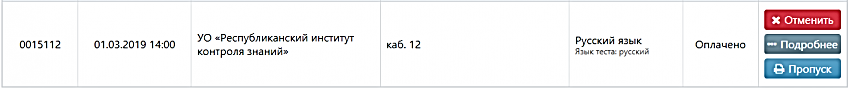 0015112
01.03.2019 14:00
УО «Республиканский институт
контроля знаний»
каб. 12
Русский язык
Язык теста: русский
Оплачено
Отменить
Подробнее
Пропуск